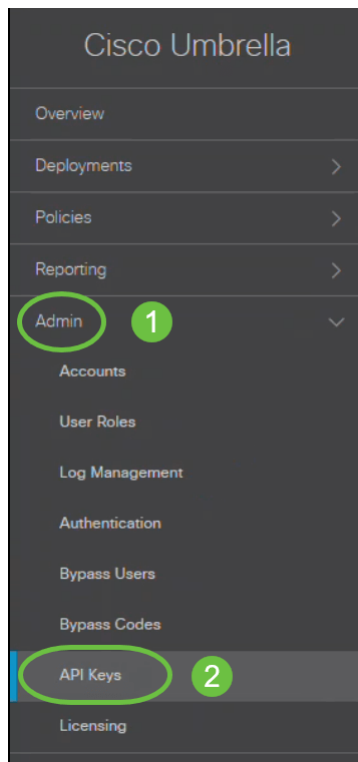 Cisco Umbrella
Overview
Deployments
Policies
Reporting
Admin 1
Accounts
User Roles
Log Management
Authentication
Bypass Users
Bypass Codes
API Keys 2
Licensing